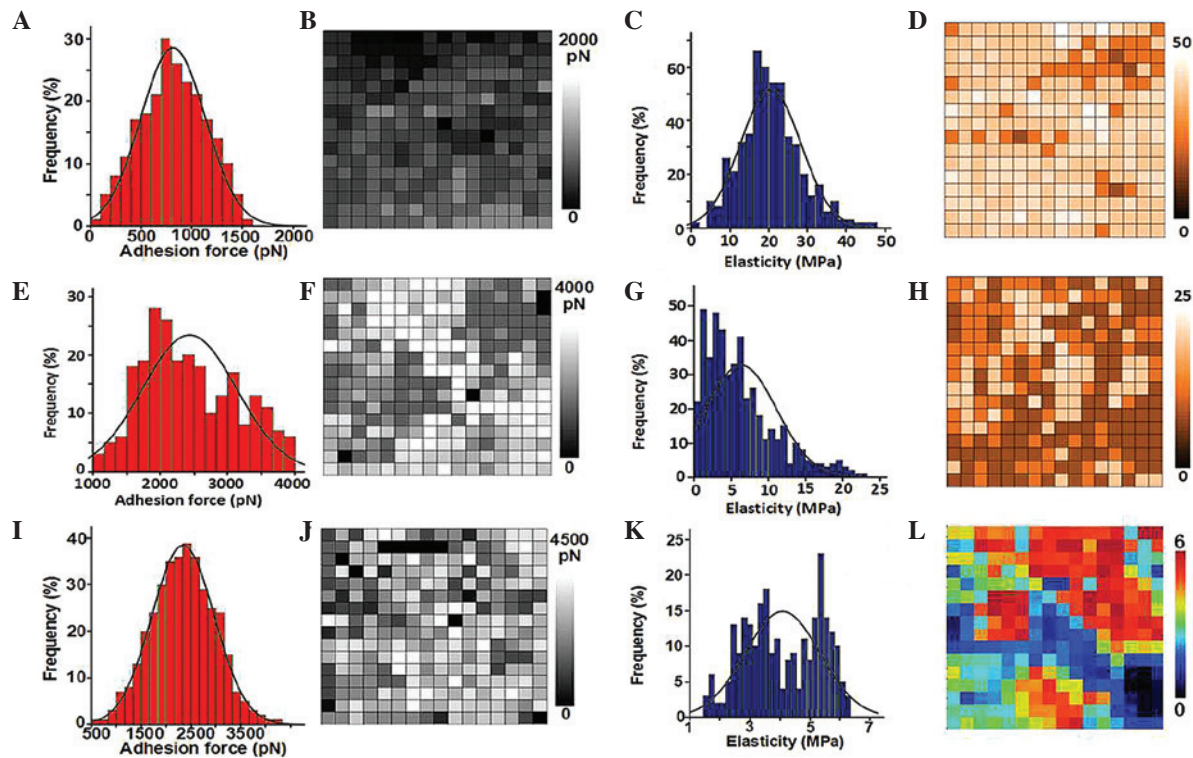 A
Frequency (%)
30
20
10
0
0 500 1000 1500 2000
Adhesion force (pN)
B
2000
pN
0
C
Frequency (%)
60
40
20
0
0 10 20 30 40 50
Elasticity (MPa)
D
50
0
E
Frequency (%)
30
20
10
0
1000 2000 3000 4000
Adhesion force (pN)
F
4000
pN
0
G
Frequency (%)
50
40
30
20
10
0
0 5 10 15 20 25
Elasticity (MPa)
H
25
0
I
Frequency (%)
40
30
20
10
0
500 1500 2500 3500
Adhesion force (pN)
J
4500
pN
0
K
Frequency (%)
25
20
15
10
5
0
1 3 5 7
Elasticity (MPa)
L
6
0